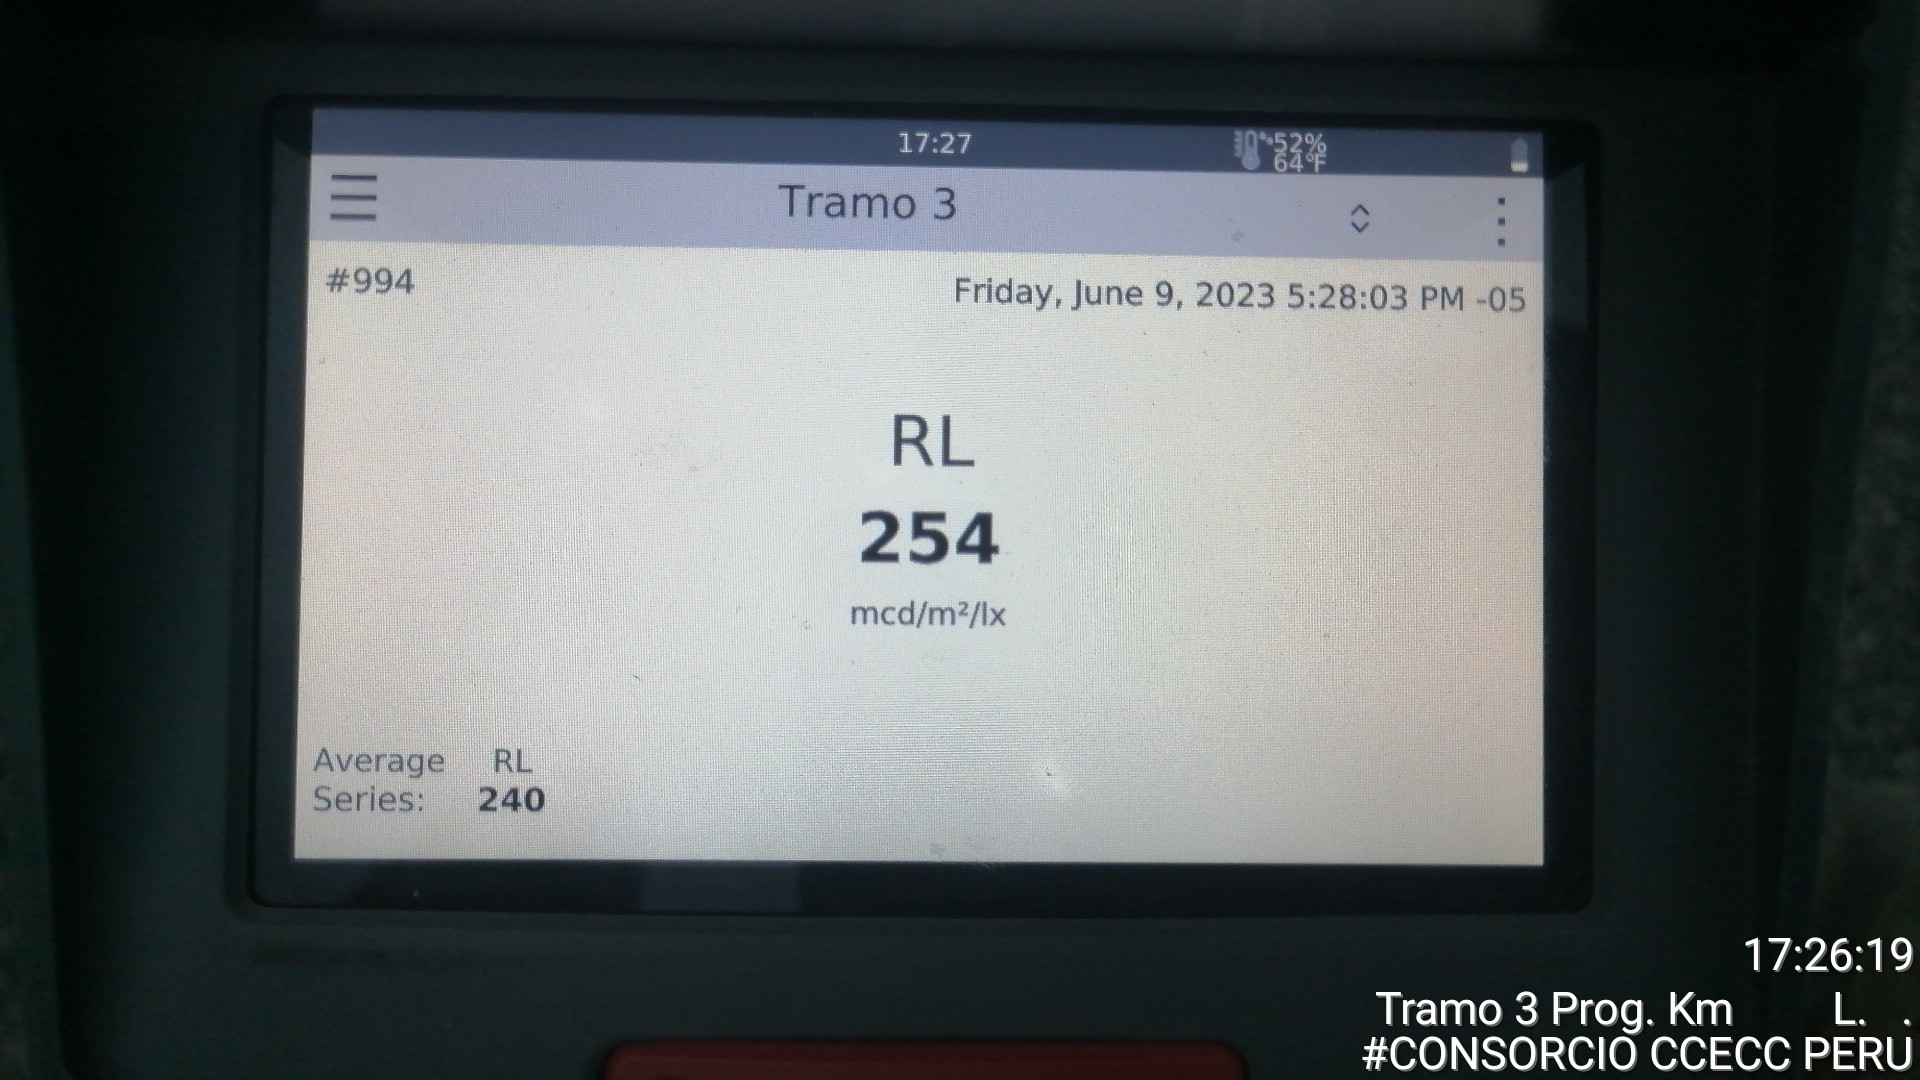 17:27
52%
64°F
Tramo 3
#994
Friday, June 9, 2023 5:28:03 PM -05
RL
254
mcd/m²/lx
Average RL
Series: 240
17:26:19
Tramo 3 Prog. Km L. .
#CONSORCIO CCECC PERU